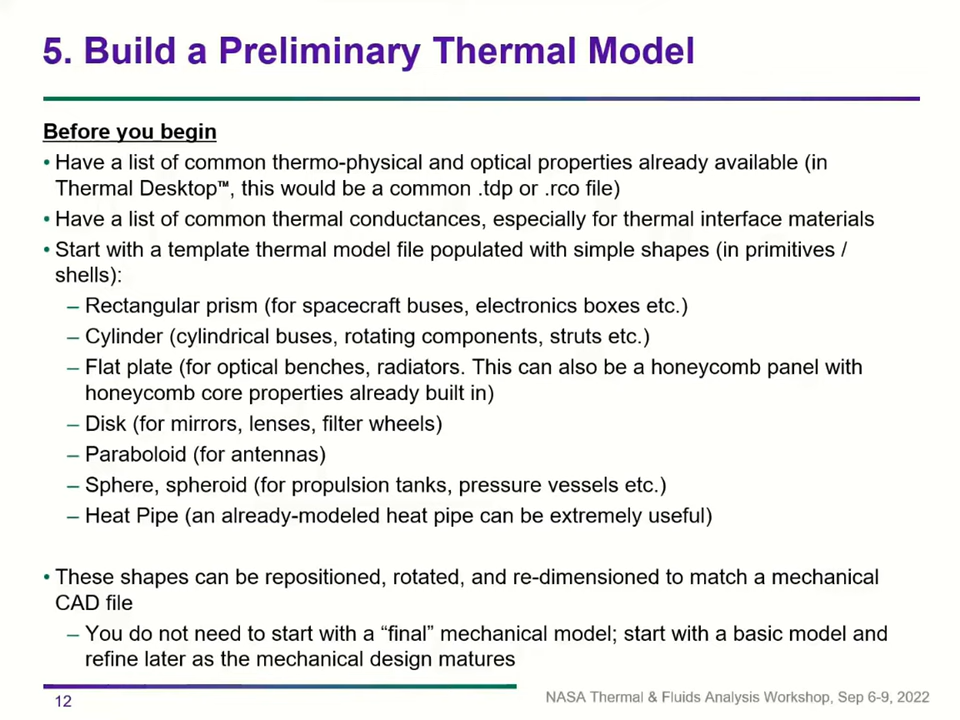 5. Build a Preliminary Thermal Model
Before you begin
• Have a list of common thermo-physical and optical properties already available (in
Thermal Desktop™, this would be a common .tdp or .rco file)
• Have a list of common thermal conductances, especially for thermal interface materials
• Start with a template thermal model file populated with simple shapes (in primitives /
shells):
– Rectangular prism (for spacecraft buses, electronics boxes etc.)
– Cylinder (cylindrical buses, rotating components, struts etc.)
– Flat plate (for optical benches, radiators. This can also be a honeycomb panel with
honeycomb core properties already built in)
– Disk (for mirrors, lenses, filter wheels)
– Paraboloid (for antennas)
– Sphere, spheroid (for propulsion tanks, pressure vessels etc.)
– Heat Pipe (an already-modeled heat pipe can be extremely useful)
• These shapes can be repositioned, rotated, and re-dimensioned to match a mechanical
CAD file
– You do not need to start with a “final” mechanical model; start with a basic model and
refine later as the mechanical design matures
12
NASA Thermal & Fluids Analysis Workshop, Sep 6-9, 2022